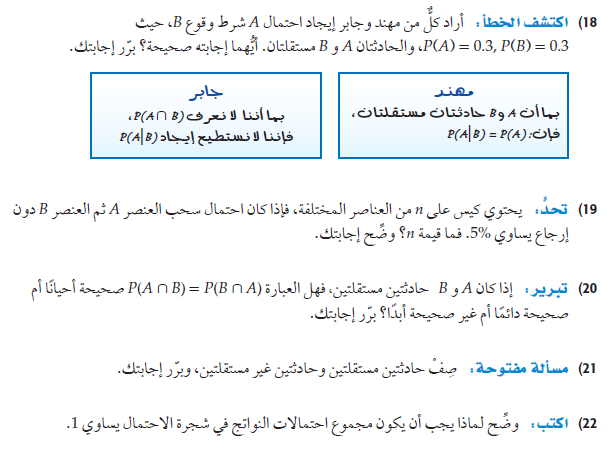 18) اكتشف الخطأ: أراد كلٌّ من مهند وجابر إيجاد احتمال A شرط وقوع B، حيث
P(A) = 0.3, P(B) = 0.3، والحادثتان A و B مستقلتان. أيُّهما إجابته صحيحة؟ برّر إجابتك.
مهند
بما أن A و B حادثتان مستقلتان،
فإن: P(A|B) = P(A)
جابر
بما أننا لا نعرف P(A ∩ B)،
فإننا لا نستطيع إيجاد P(A|B)
19) تحدٍّ: يحتوي كيس على n من العناصر المختلفة، فإذا كان احتمال سحب العنصر A ثم العنصر B دون
إرجاع يساوي 5%. فما قيمة n؟ وضِّح إجابتك.
20) تبرير: إذا كان A و B حادثتين مستقلتين، فهل العبارة P(A ∩ B) = P(B ∩ A) صحيحة أحيانًا أم
صحيحة دائمًا أم غير صحيحة أبدًا؟ برّر إجابتك.
21) مسألة مفتوحة: صِفْ حادثتين مستقلتين وحادثتين غير مستقلتين، وبرّر إجابتك.
22) اكتب: وضِّح لماذا يجب أن يكون مجموع احتمالات النواتج في شجرة الاحتمال يساوي 1.